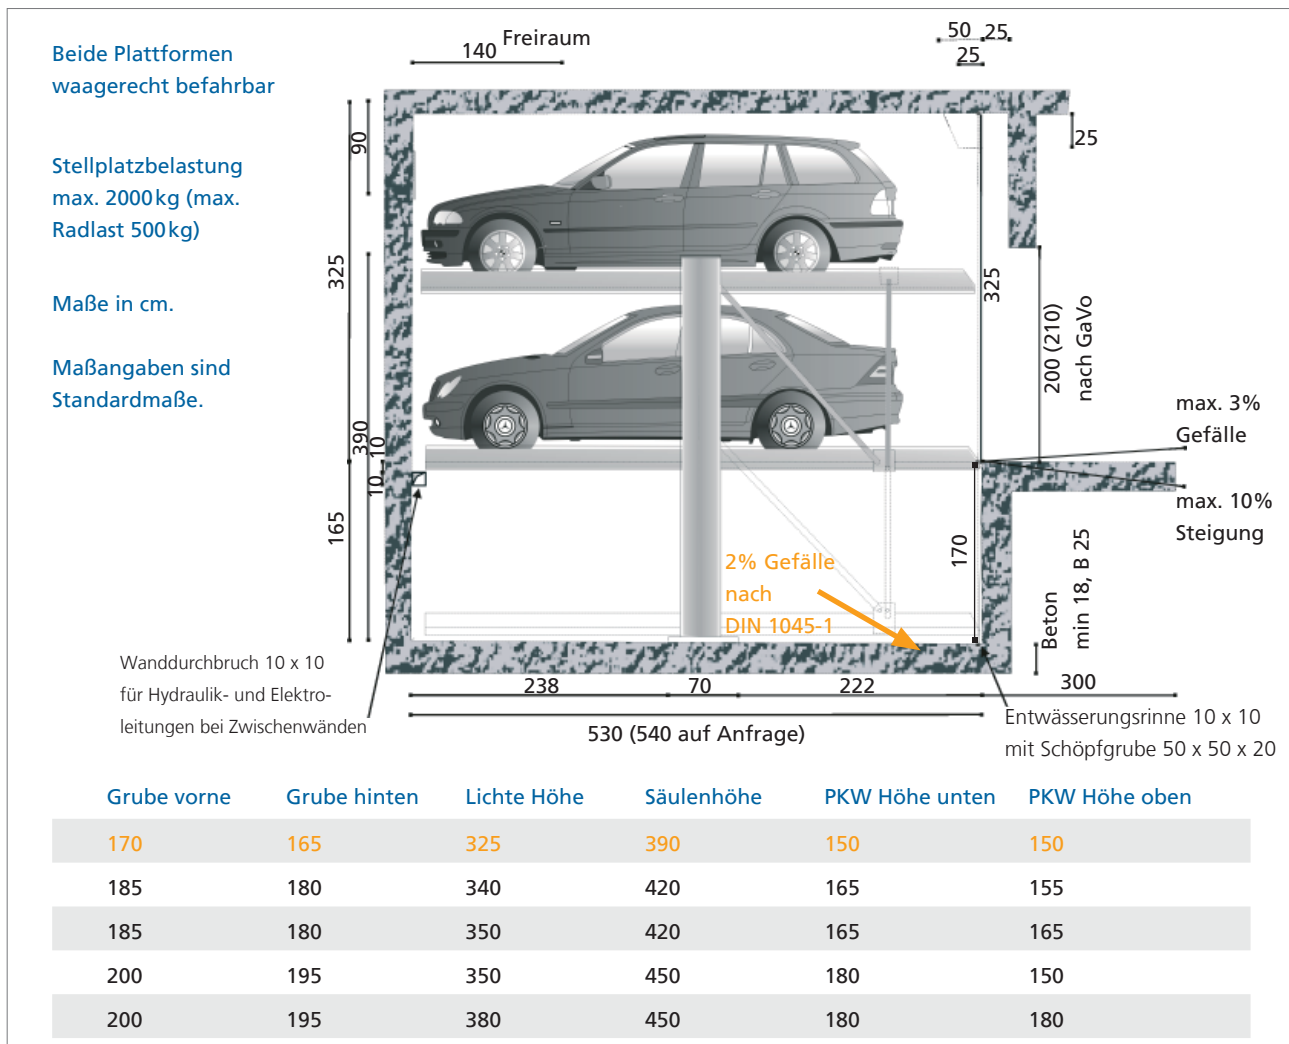 Beide Plattformen
waagerecht befahrbar
Stellplatzbelastung
max. 2000 kg (max.
Radlast 500 kg)
Maße in cm.
Maßangaben sind
Standardmaße.
140
Freiraum
50
25
25
25
90
325
325
200 (210)
nach GaVo
390
10
10
165
170
max. 3%
Gefälle
max. 10%
Steigung
2% Gefälle
nach
DIN 1045-1
Beton
min 18, B 25
Wanddurchbruch 10 x 10
für Hydraulik- und Elektro-
leitungen bei Zwischenwänden
238
70
222
300
530 (540 auf Anfrage)
Entwässerungsrinne 10 x 10
mit Schöpfgrube 50 x 50 x 20
Grube vorne Grube hinten Lichte Höhe Säulenhöhe PKW Höhe unten PKW Höhe oben
170 165 325 390 150 150
185 180 340 420 165 155
185 180 350 420 165 165
200 195 350 450 180 150
200 195 380 450 180 180